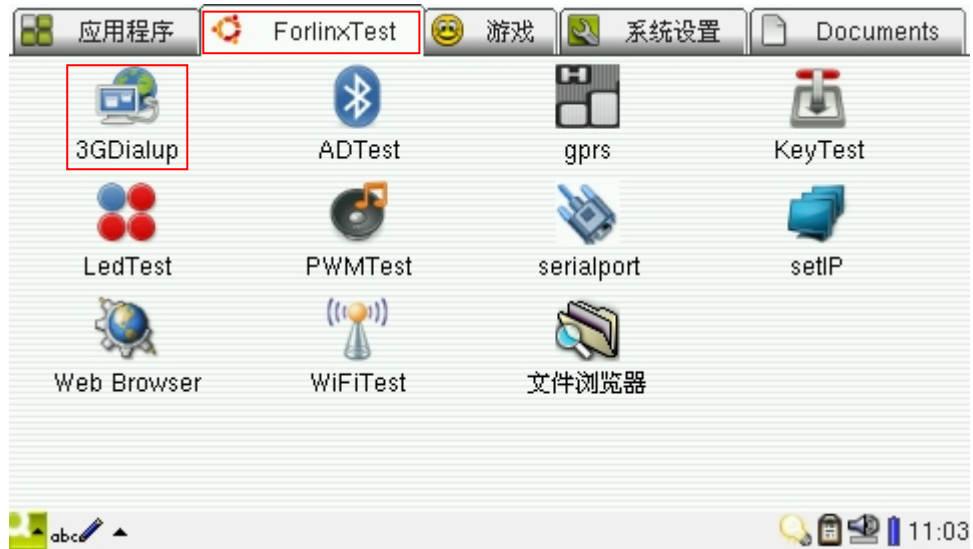 应用程序 ForlinxTest 游戏 系统设置 Documents
3GDialup ADTest gprs KeyTest
LedTest PWMTest serialport setIP
Web Browser WiFiTest 文件浏览器
abc 11:03